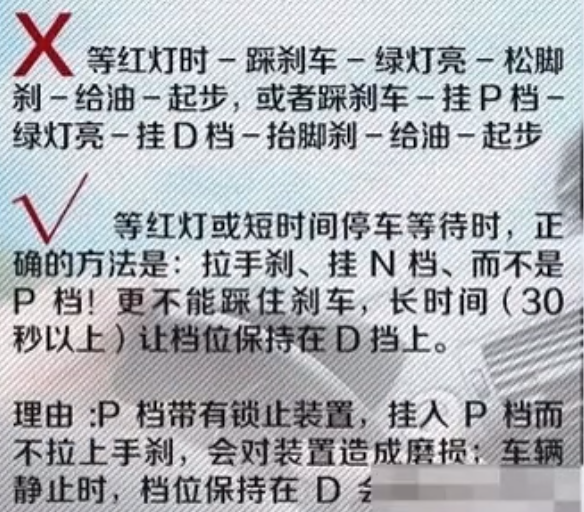 X 等红灯时－踩刹车－绿灯亮－松脚
刹－给油－起步，或者踩刹车－挂P档－
绿灯亮－挂D档－抬脚刹－给油－起步
√ 等红灯或短时间停车等待时，正
确的方法是：拉手刹、挂 N 档、而不是
P 档！更不能踩住刹车，长时间（30
秒以上）让档位保持在 D 挡上。
理由 :P 档带有锁止装置，挂入 P 档而
不拉上手刹，会对装置造成磨损；车辆
静止时，档位保持在 D 会